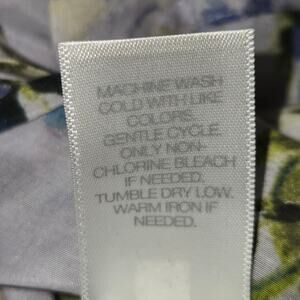 MACHINE WASH
COLD WITH LIKE
COLORS.
GENTLE CYCLE.
ONLY NON-
CHLORINE BLEACH
IF NEEDED.
TUMBLE DRY LOW.
WARM IRON IF
NEEDED.